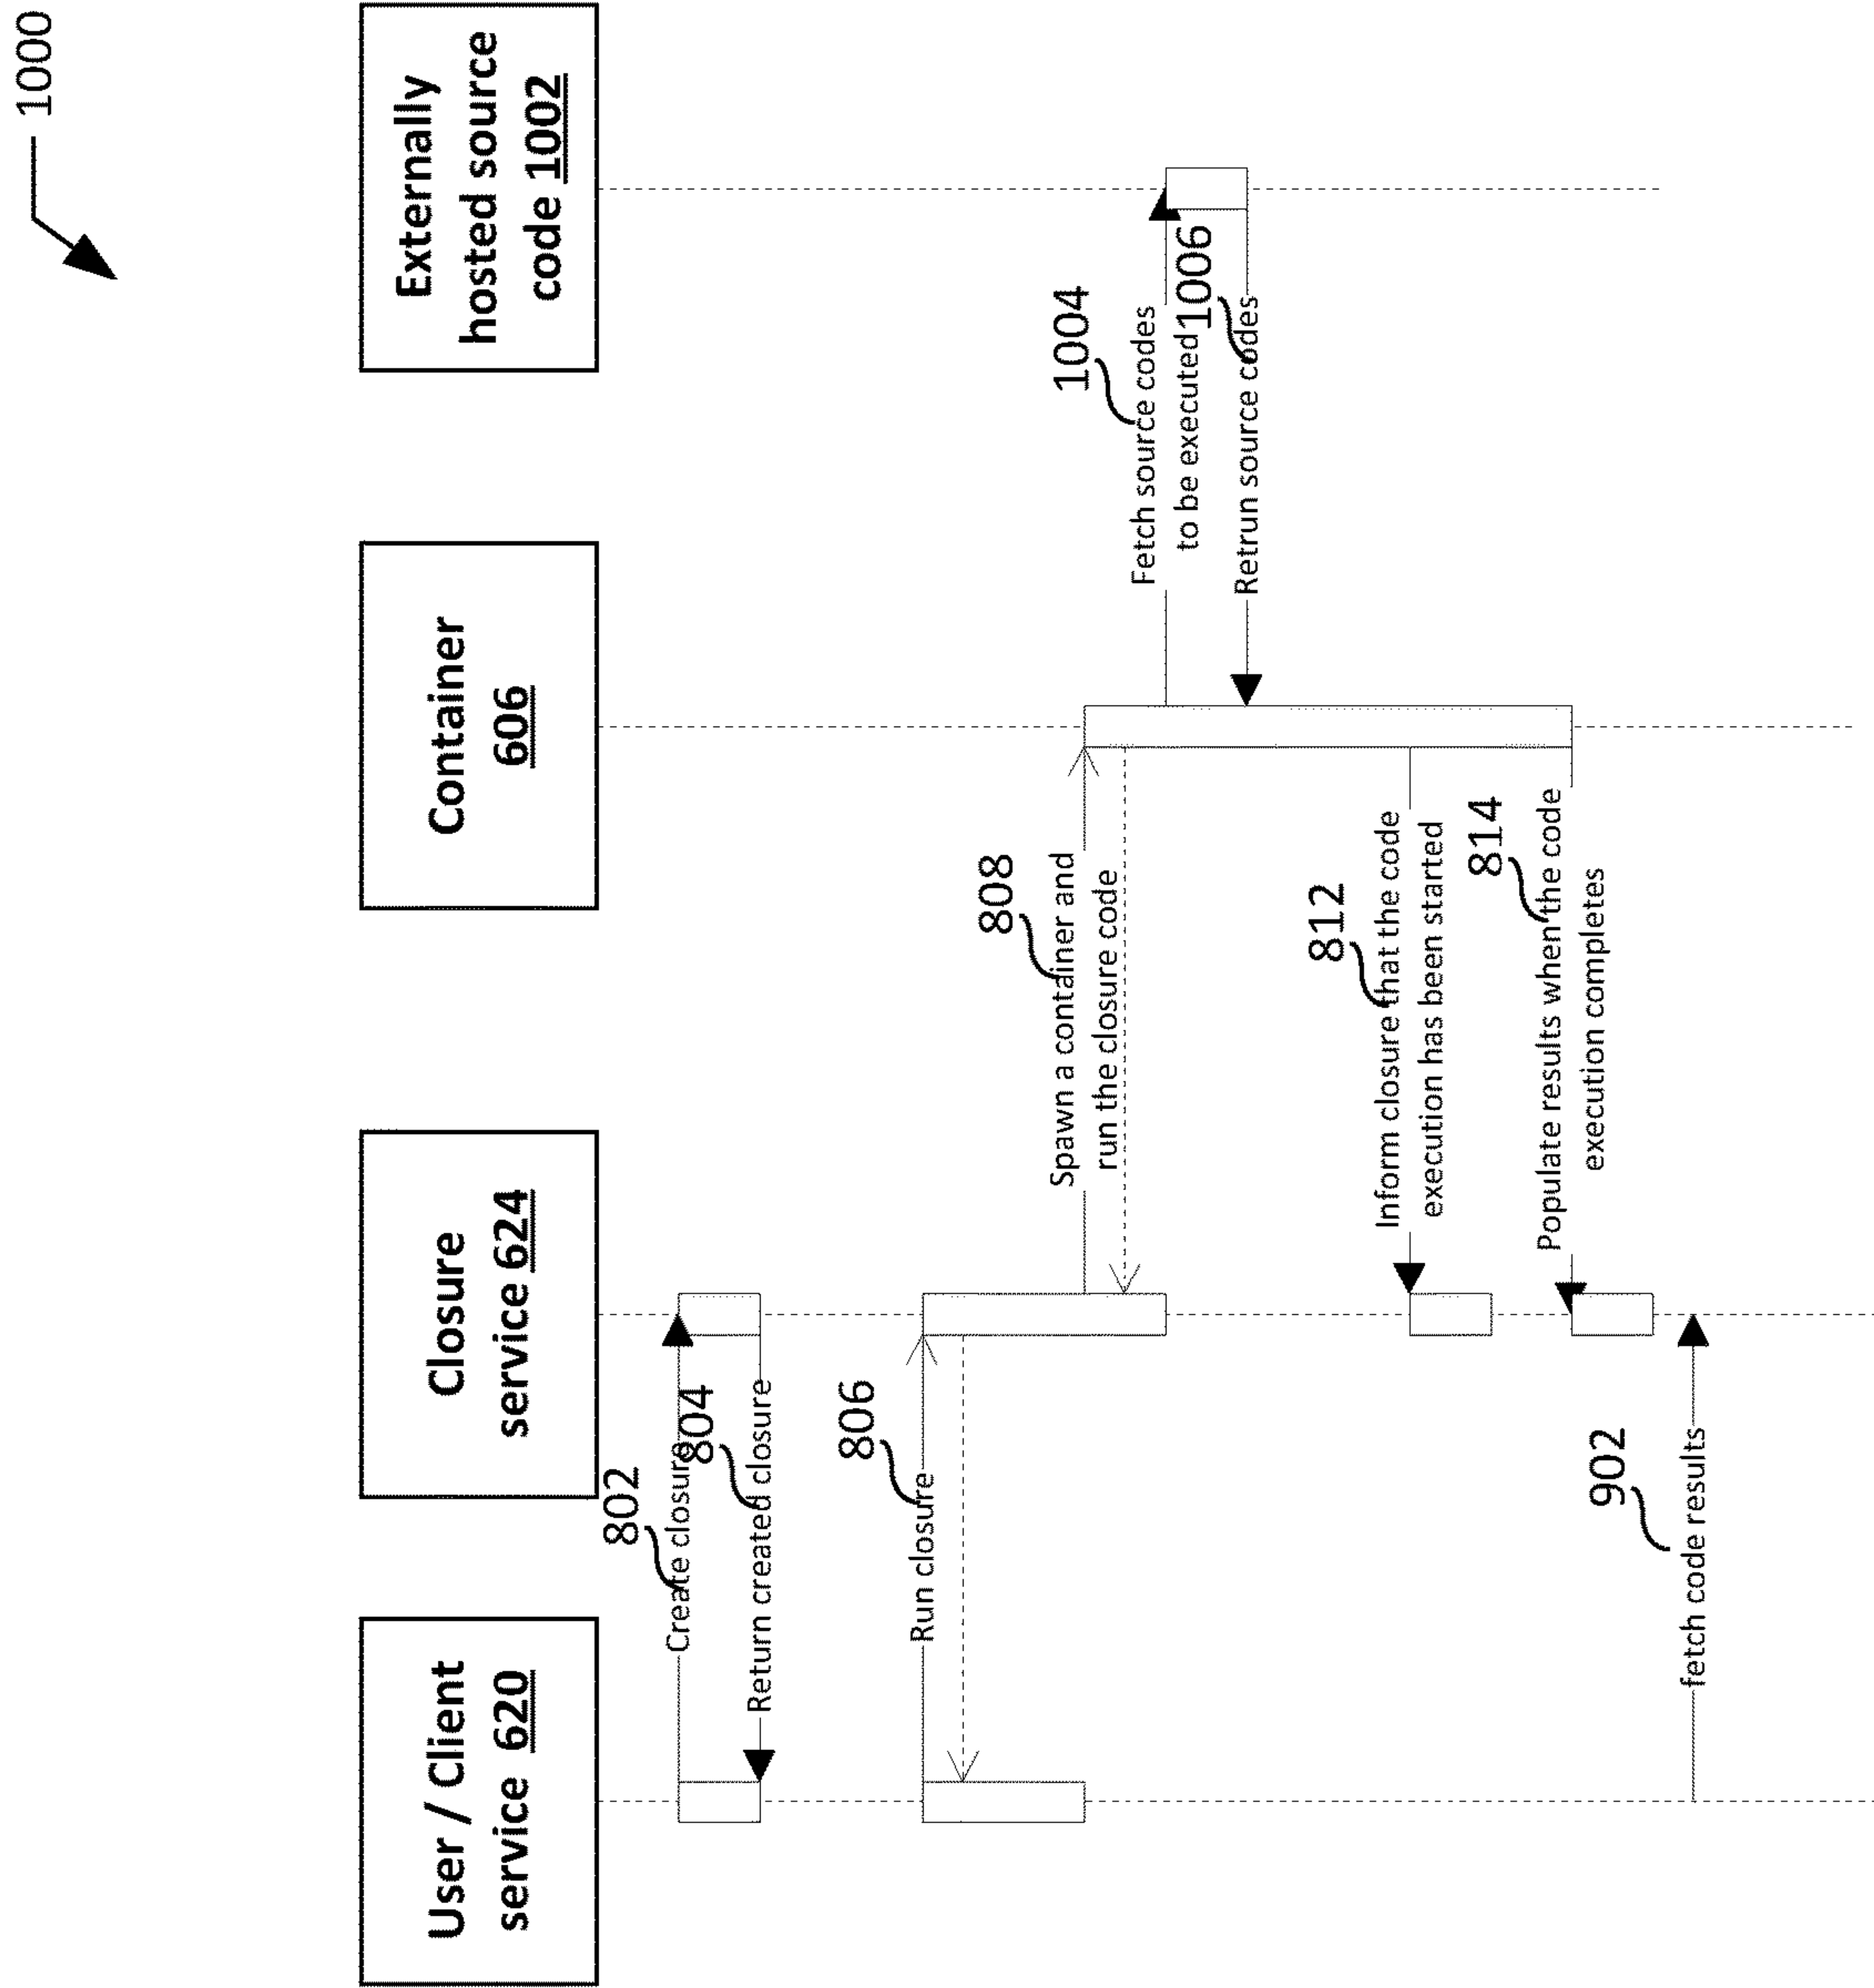 1000
User / Client
service 620
Closure
service 624
Container
606
Externally
hosted source
code 1002
802
Create closure
804
Return created closure
806
Run closure
808
Spawn a container and
run the closure code
1004
Fetch source codes
to be executed
1006
Retrun source codes
812
Inform closure that the code
execution has been started
814
Populate results when the code
execution completes
902
fetch code results